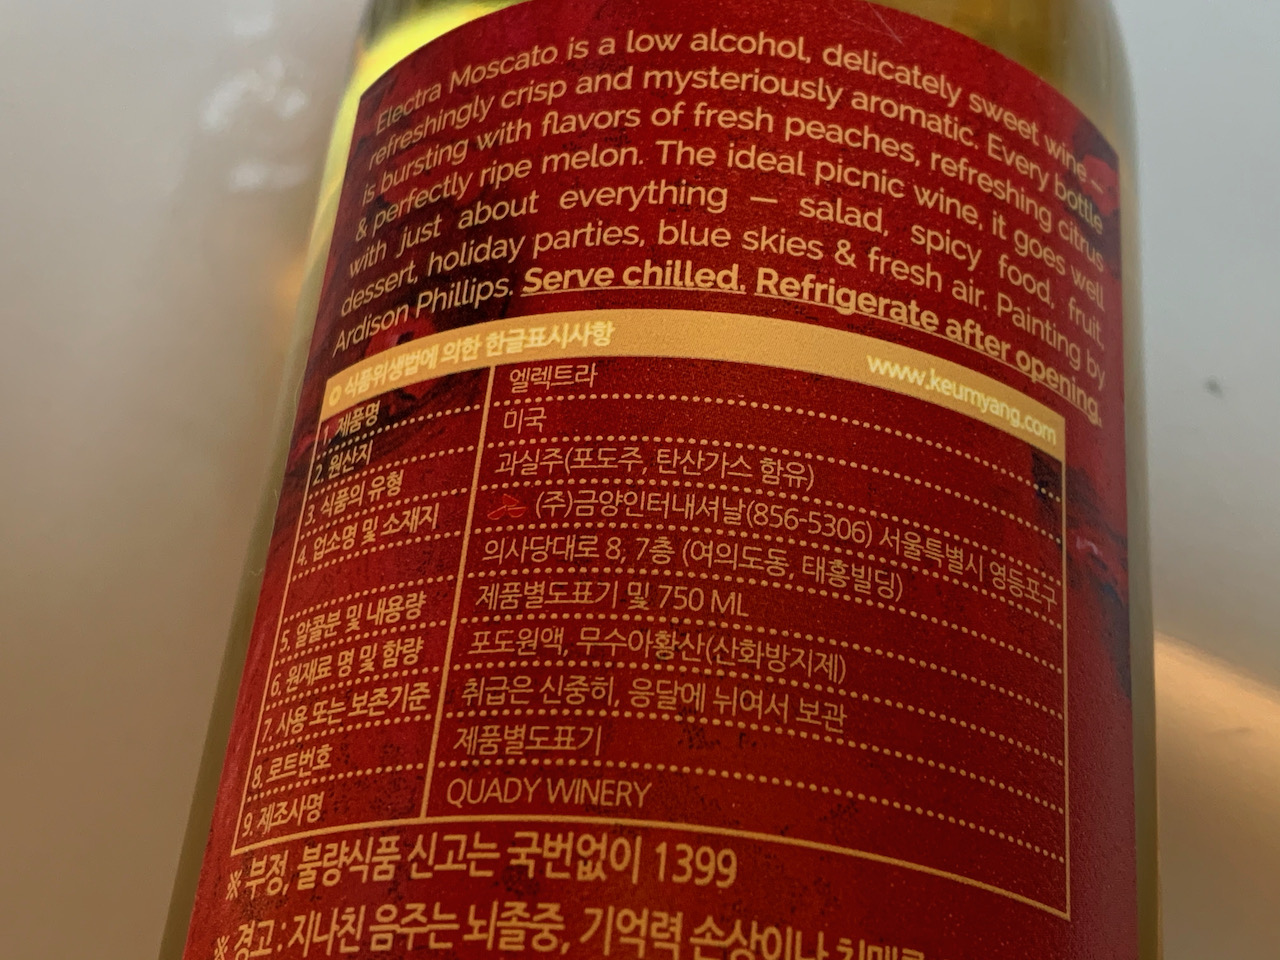 Electra Moscato is a low alcohol, delicately sweet wine –
refreshingly crisp and mysteriously aromatic. Every bottle
is bursting with flavors of fresh peaches, refreshing citrus
& perfectly ripe melon. The ideal picnic wine, it goes well
with just about everything — salad, spicy food, fruit,
dessert, holiday parties, blue skies & fresh air. Painting by
Ardison Phillips. Serve chilled. Refrigerate after opening.
식품위생법에 의한 한글표시사항 www.keumyang.com
1. 제품명 엘렉트라
2. 원산지 미국
3. 식품의 유형 과실주(포도주, 탄산가스 함유)
4. 업소명 및 소재지 (주)금양인터내셔날(856-5306) 서울특별시 영등포구
의사당대로 8, 7층 (여의도동, 태흥빌딩)
5. 알콜분 및 내용량 제품별도표기 및 750 ML
6. 원재료 명 및 함량 포도원액, 무수아황산(산화방지제)
7. 사용 또는 보존기준 취급은 신중히, 응달에 뉘여서 보관
8. 로트번호 제품별도표기
9. 제조사명 QUADY WINERY
※ 부정, 불량식품 신고는 국번없이 1399
※ 경고 : 지나친 음주는 뇌졸중, 기억력 손상이나 치매를